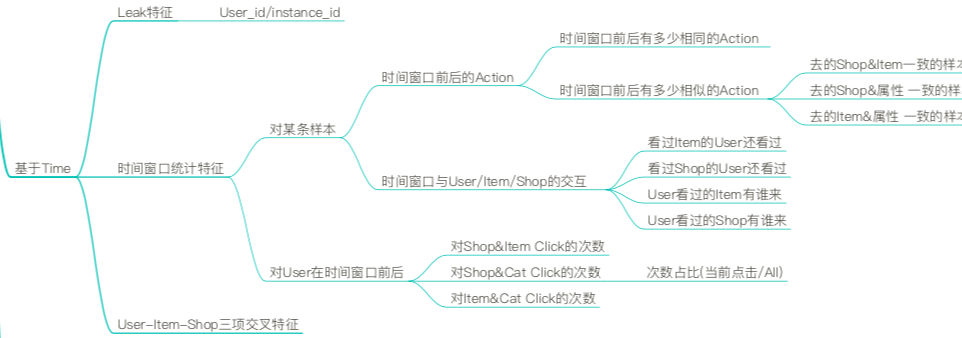 Leak特征
User_id/instance_id
时间窗口前后有多少相同的Action
去的Shop&Item一致的样
时间窗口前后的Action
时间窗口前后有多少相似的Action
去的Shop&属性 一致的样
去的Item&属性 一致的样
对某条样本
看过Item的User还看过
基于Time
时间窗口统计特征
看过Shop的User还看过
时间窗口与User/Item/Shop的交互
User看过的Item有谁来
User看过的Shop有谁来
对Shop&Item Click的次数
对User在时间窗口前后
对Shop&Cat Click的次数
次数占比(当前点击/All)
对Item&Cat Click的次数
User-Item-Shop三项交叉特征